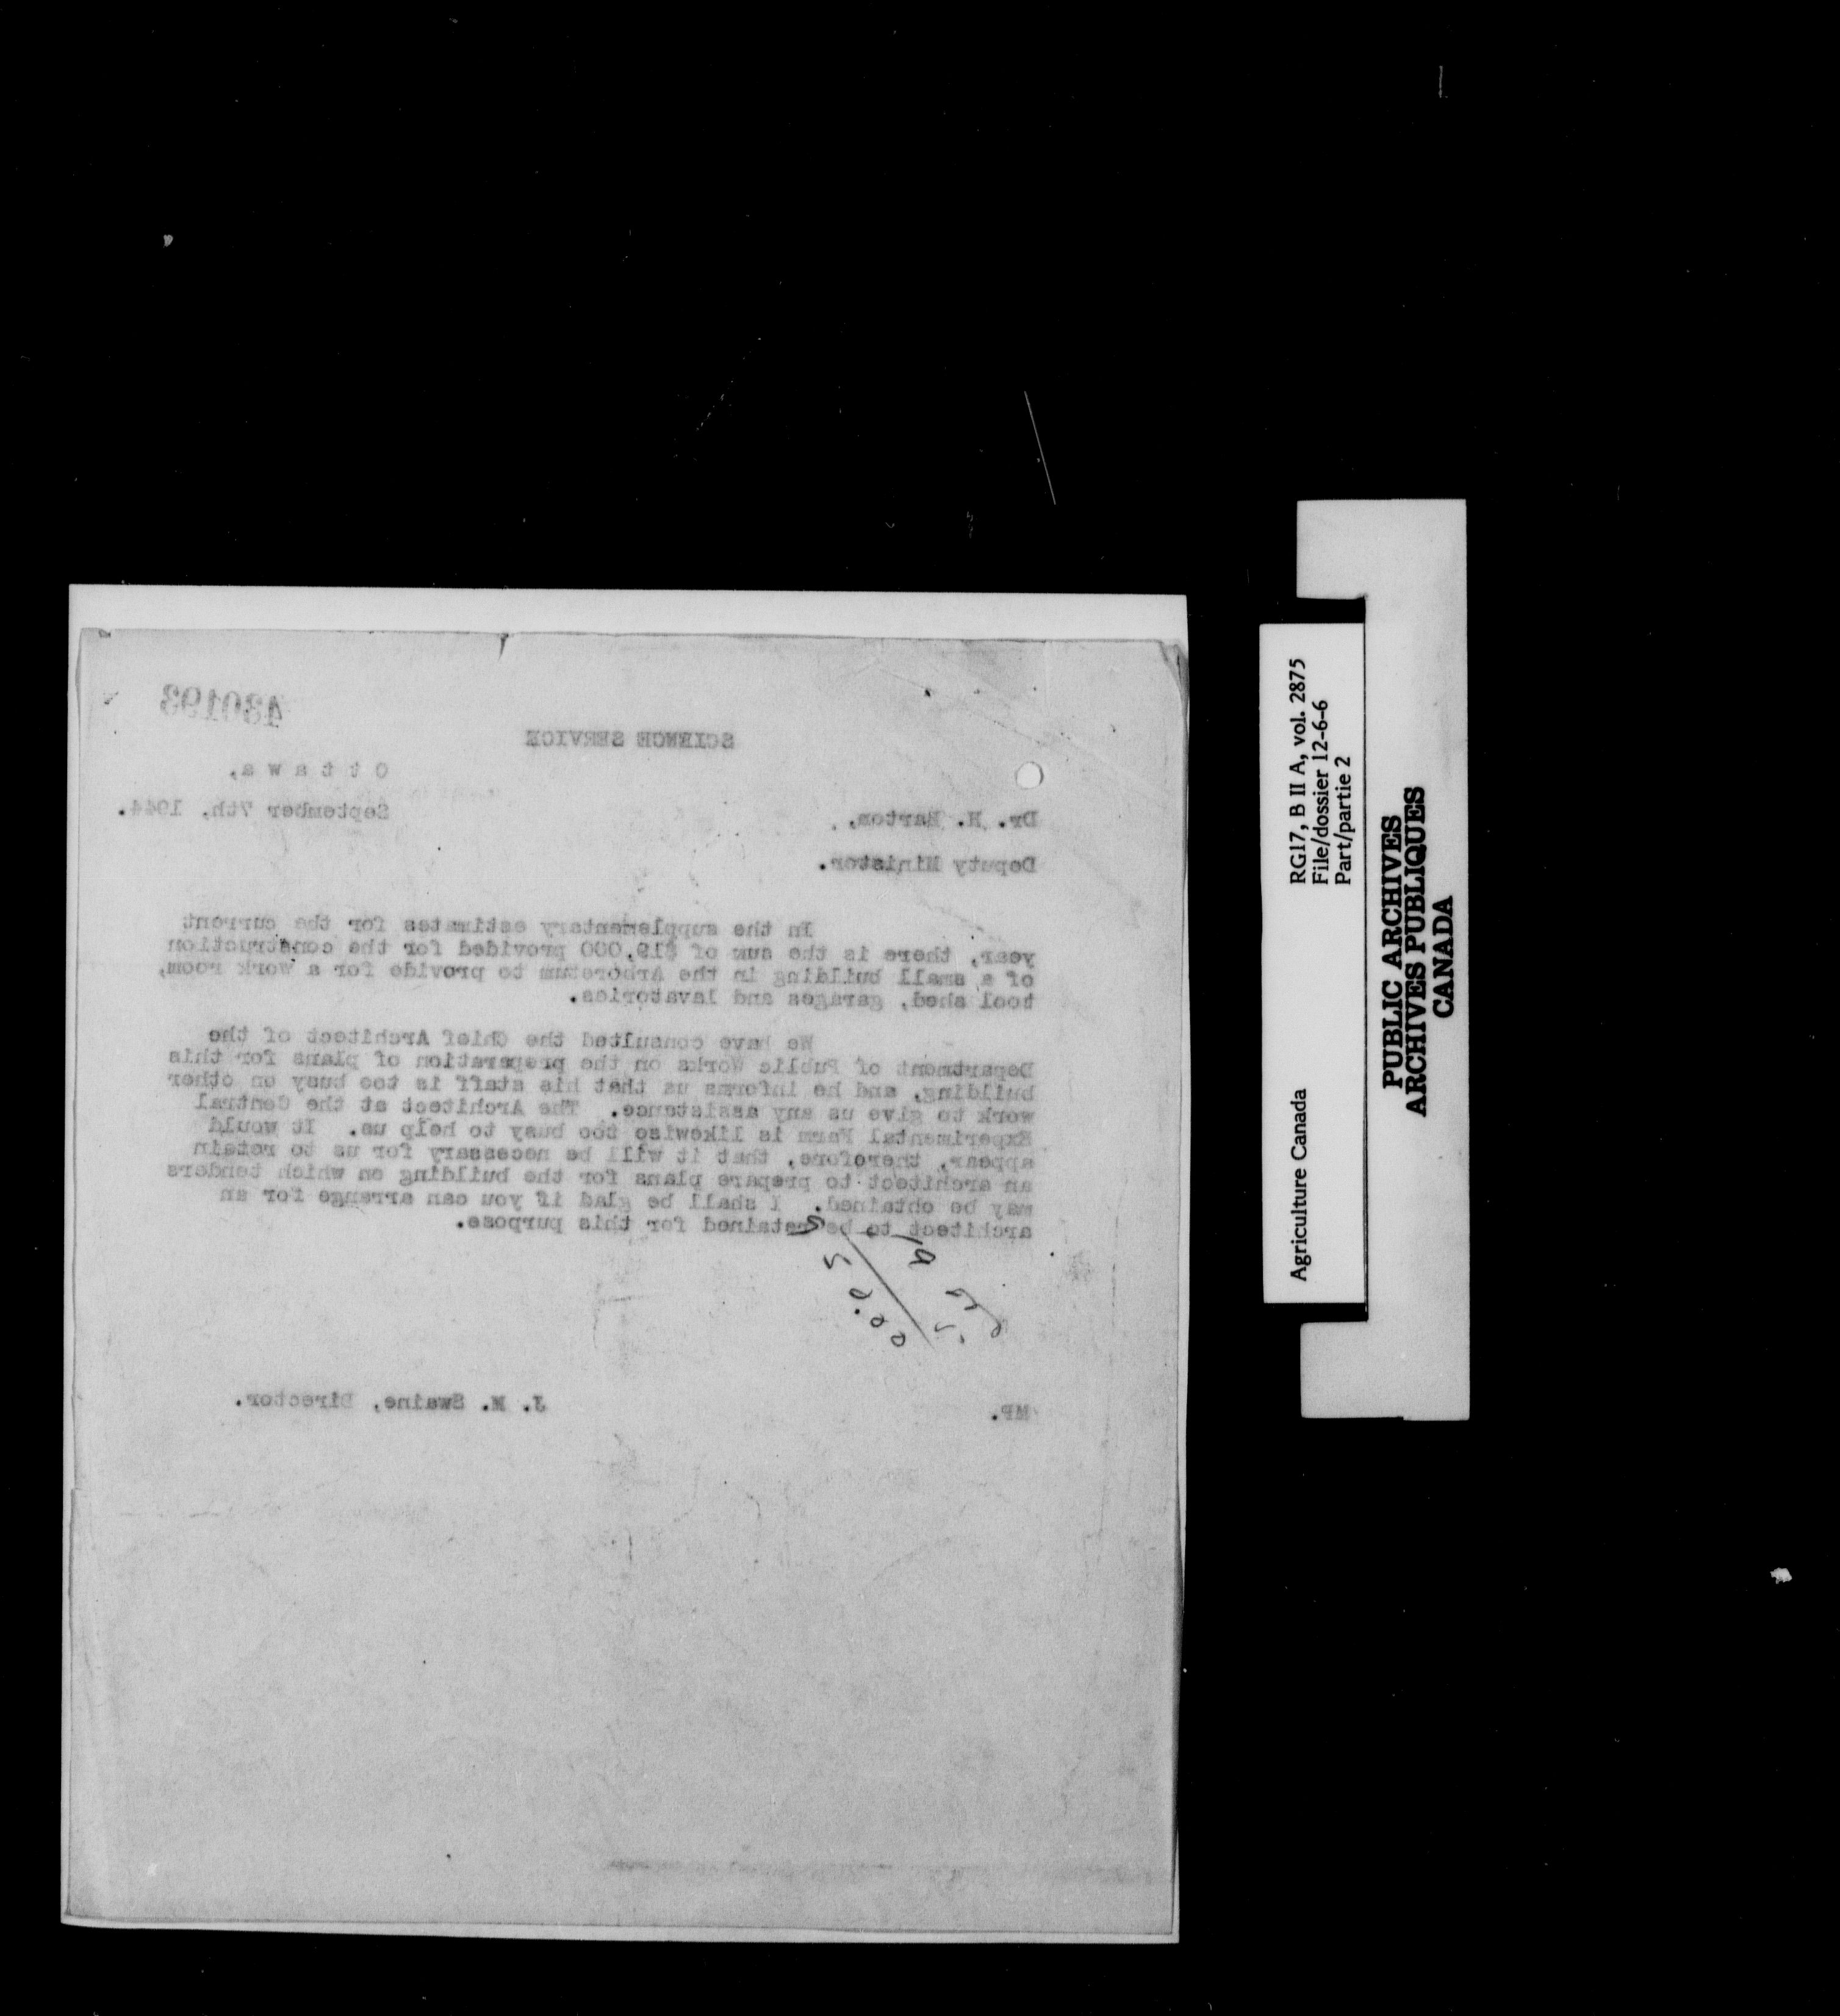 430193
SCIENCE SERVICE
O t t a w a,
September 7th, 1944.
Dr. H. Barton,
Deputy Minister.
In the supplementary estimates for the current
year, there is the sum of $19,000 provided for the construction
of a small building in the Arboretum to provide for a work room,
tool shed, garages and lavatories.
We have consulted the Chief Architect of the
Department of Public Works on the preparation of plans for this
building, and he informs us that his staff is too busy on other
work to give us any assistance. The Architect at the Central
Experimental Farm is likewise too busy to help us. It would
appear, therefore, that it will be necessary for us to retain
an architect to prepare plans for the building on which tenders
may be obtained. I shall be glad if you can arrange for an
architect to be retained for this purpose.
J. M. Swaine, Director.
MP.
Agriculture Canada
RG17, B II A, vol. 2875
File/dossier 12-6-6
Part/partie 2
PUBLIC ARCHIVES
ARCHIVES PUBLIQUES
CANADA